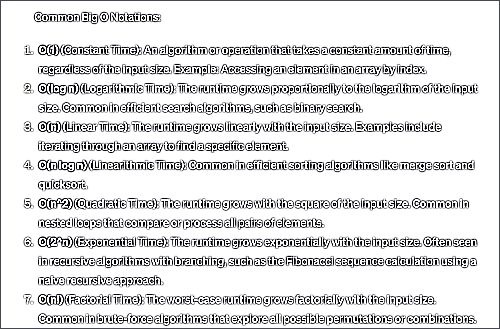 Common Big O Notations:
1. O(1) (Constant Time): An algorithm or operation that takes a constant amount of time,
regardless of the input size. Example: Accessing an element in an array by index.
2. O(log n) (Logarithmic Time): The runtime grows proportionally to the logarithm of the input
size. Common in efficient search algorithms, such as binary search.
3. O(n) (Linear Time): The runtime grows linearly with the input size. Examples include
iterating through an array to find a specific element.
4. O(n log n) (Linearithmic Time): Common in efficient sorting algorithms like merge sort and
quicksort.
5. O(n^2) (Quadratic Time): The runtime grows with the square of the input size. Common in
nested loops that compare or process all pairs of elements.
6. O(2^n) (Exponential Time): The runtime grows exponentially with the input size. Often seen
in recursive algorithms with branching, such as the Fibonacci sequence calculation using a
naive recursive approach.
7. O(n!) (Factorial Time): The worst-case runtime grows factorially with the input size.
Common in brute-force algorithms that explore all possible permutations or combinations.